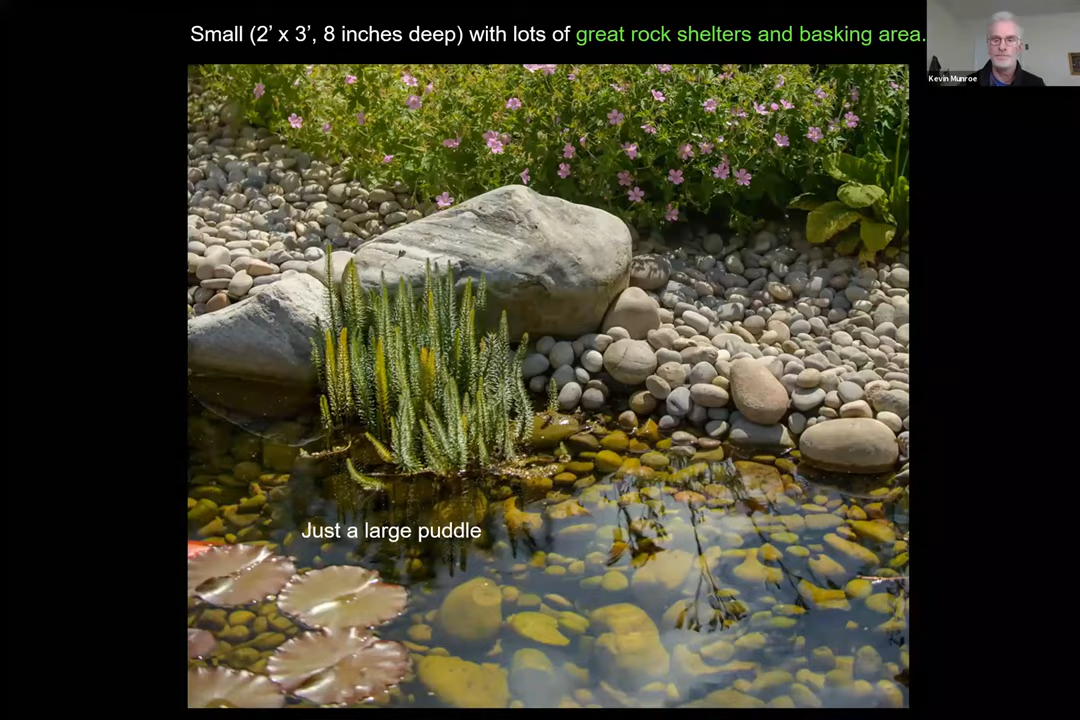 Small (2’ x 3’, 8 inches deep) with lots of great rock shelters and basking area.
Kevin Munroe
Just a large puddle